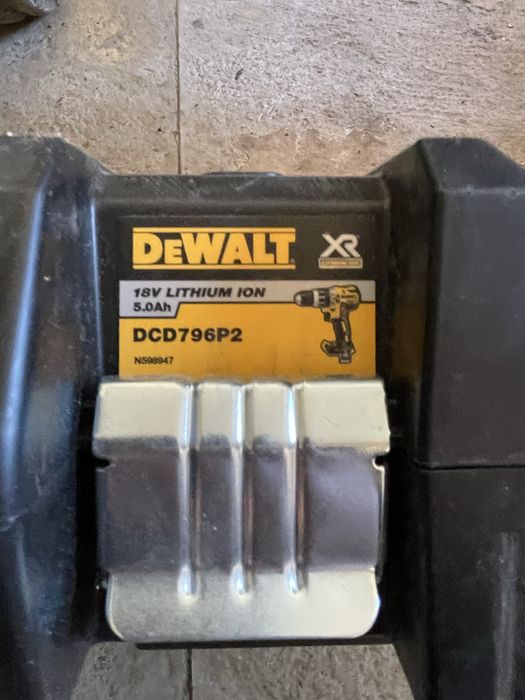 DEWALT
XR
18V LITHIUM ION
5.0Ah
DCD796P2
N598947